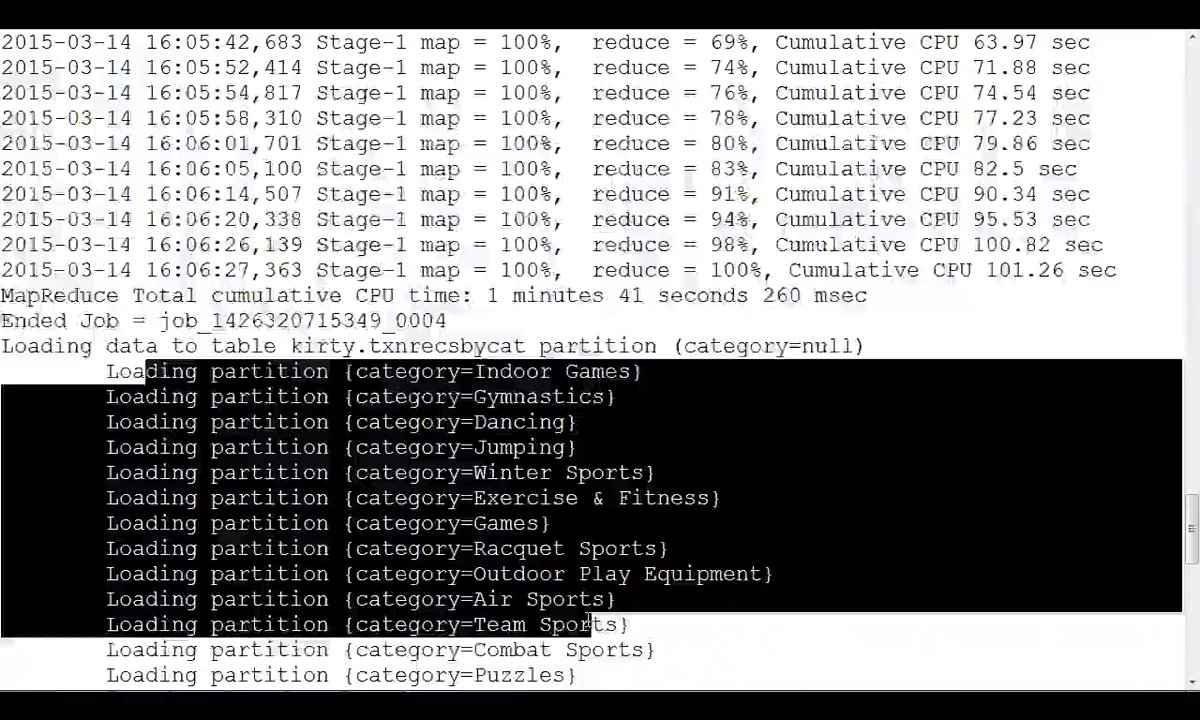 2015-03-14 16:05:42,683 Stage-1 map = 100%,  reduce = 69%, Cumulative CPU 63.97 sec
2015-03-14 16:05:52,414 Stage-1 map = 100%,  reduce = 74%, Cumulative CPU 71.88 sec
2015-03-14 16:05:54,817 Stage-1 map = 100%,  reduce = 76%, Cumulative CPU 74.54 sec
2015-03-14 16:05:58,310 Stage-1 map = 100%,  reduce = 78%, Cumulative CPU 77.23 sec
2015-03-14 16:06:01,701 Stage-1 map = 100%,  reduce = 80%, Cumulative CPU 79.86 sec
2015-03-14 16:06:05,100 Stage-1 map = 100%,  reduce = 83%, Cumulative CPU 82.5 sec
2015-03-14 16:06:14,507 Stage-1 map = 100%,  reduce = 91%, Cumulative CPU 90.34 sec
2015-03-14 16:06:20,338 Stage-1 map = 100%,  reduce = 94%, Cumulative CPU 95.53 sec
2015-03-14 16:06:26,139 Stage-1 map = 100%,  reduce = 98%, Cumulative CPU 100.82 sec
2015-03-14 16:06:27,363 Stage-1 map = 100%,  reduce = 100%, Cumulative CPU 101.26 sec
MapReduce Total cumulative CPU time: 1 minutes 41 seconds 260 msec
Ended Job = job_1426320715349_0004
Loading data to table kirty.txnrecsbycat partition (category=null)
Loading partition {category=Indoor Games}
Loading partition {category=Gymnastics}
Loading partition {category=Dancing}
Loading partition {category=Jumping}
Loading partition {category=Winter Sports}
Loading partition {category=Exercise & Fitness}
Loading partition {category=Games}
Loading partition {category=Racquet Sports}
Loading partition {category=Outdoor Play Equipment}
Loading partition {category=Air Sports}
Loading partition {category=Team Sports}
Loading partition {category=Combat Sports}
Loading partition {category=Puzzles}